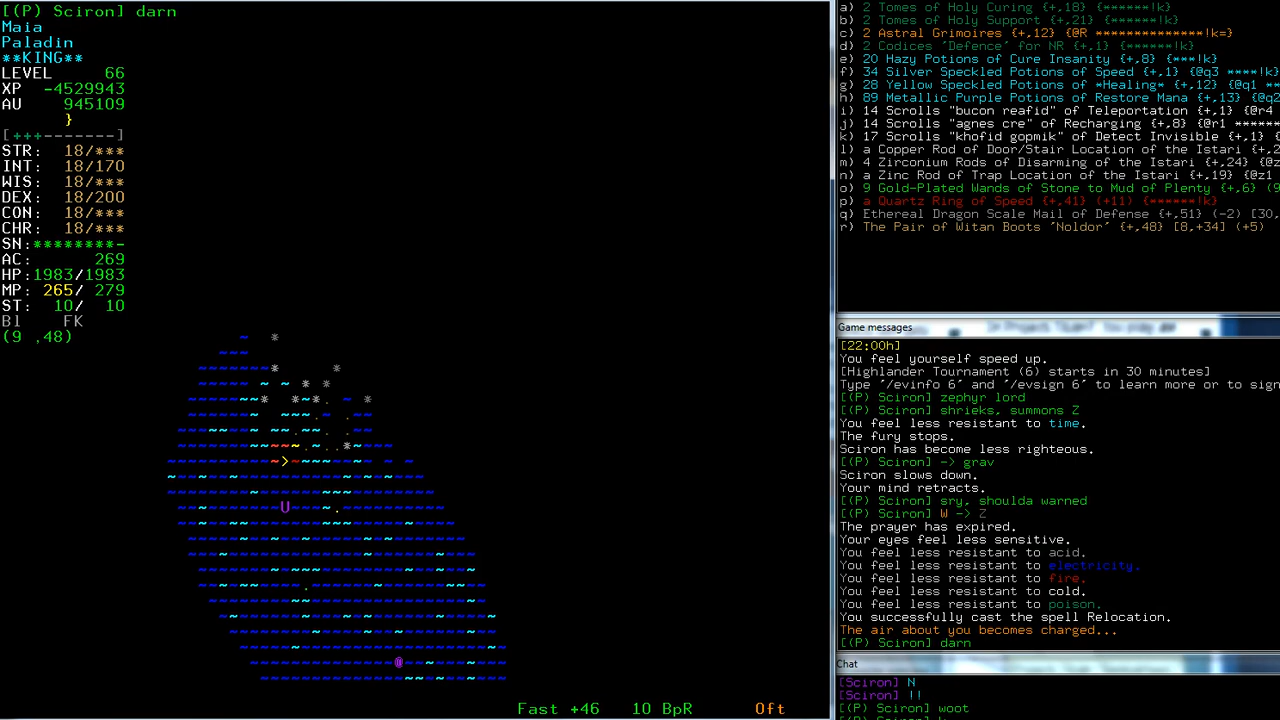 [(P) Sciron] darn
Maia
Paladin
**KING**
LEVEL 66
XP -4529943
AU 945109
}
[+++-------]
STR: 18/***
INT: 18/170
WIS: 18/***
DEX: 18/200
CON: 18/***
CHR: 18/***
SN:********-
AC: 269
HP:1983/1983
MP: 265/ 279
ST: 10/ 10
Bl FK
(9 ,48)
Fast +46 10 BpR 0ft
a) 2 Tomes of Holy Curing {+,18} {******!k}
b) 2 Tomes of Holy Support {+,21} {******!k}
c) 2 Astral Grimoires {+,12} {@R **************!k=}
d) 2 Codices 'Defence' for NR {+,1} {******!k}
e) 20 Hazy Potions of Cure Insanity {+,8} {***!k}
f) 34 Silver Speckled Potions of Speed {+,1} {@q3 ****!k}
g) 28 Yellow Speckled Potions of *Healing* {+,12} {@q1 **
h) 89 Metallic Purple Potions of Restore Mana {+,13} {@q2
i) 14 Scrolls "bucon reafid" of Teleportation {+,1} {@r4
j) 14 Scrolls "agnes cre" of Recharging {+,8} {@r1 ******
k) 17 Scrolls "khofid gopmik" of Detect Invisible {+,1} {
l) a Copper Rod of Door/Stair Location of the Istari {+,2
m) 4 Zirconium Rods of Disarming of the Istari {+,24} {@z
n) a Zinc Rod of Trap Location of the Istari {+,19} {@z1
o) 9 Gold-Plated Wands of Stone to Mud of Plenty {+,6} (9
p) a Quartz Ring of Speed {+,41} (+11) {******!k}
q) Ethereal Dragon Scale Mail of Defense {+,51} (-2) [30,
r) The Pair of Witan Boots 'Noldor' {+,48} [8,+34] (+5)
Game messages
[22:00h]
You feel yourself speed up.
[Highlander Tournament (6) starts in 30 minutes]
Type '/evinfo 6' and '/evsign 6' to learn more or to sign
[(P) Sciron] zephyr lord
[(P) Sciron] shrieks, summons Z
You feel less resistant to time.
The fury stops.
Sciron has become less righteous.
[(P) Sciron] -> grav
Sciron slows down.
Your mind retracts.
[(P) Sciron] sry, shoulda warned
[(P) Sciron] W -> Z
The prayer has expired.
Your eyes feel less sensitive.
You feel less resistant to acid.
You feel less resistant to electricity.
You feel less resistant to fire.
You feel less resistant to cold.
You feel less resistant to poison.
You successfully cast the spell Relocation.
The air about you becomes charged...
[(P) Sciron] darn
Chat
[Sciron] N
[Sciron] !!
[(P) Sciron] woot